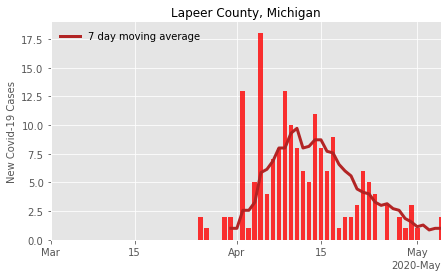 Lapeer County, Michigan
7 day moving average
New Covid-19 Cases
17.5
15.0
12.5
10.0
7.5
5.0
2.5
0.0
Mar 15 Apr 15 May
2020-May